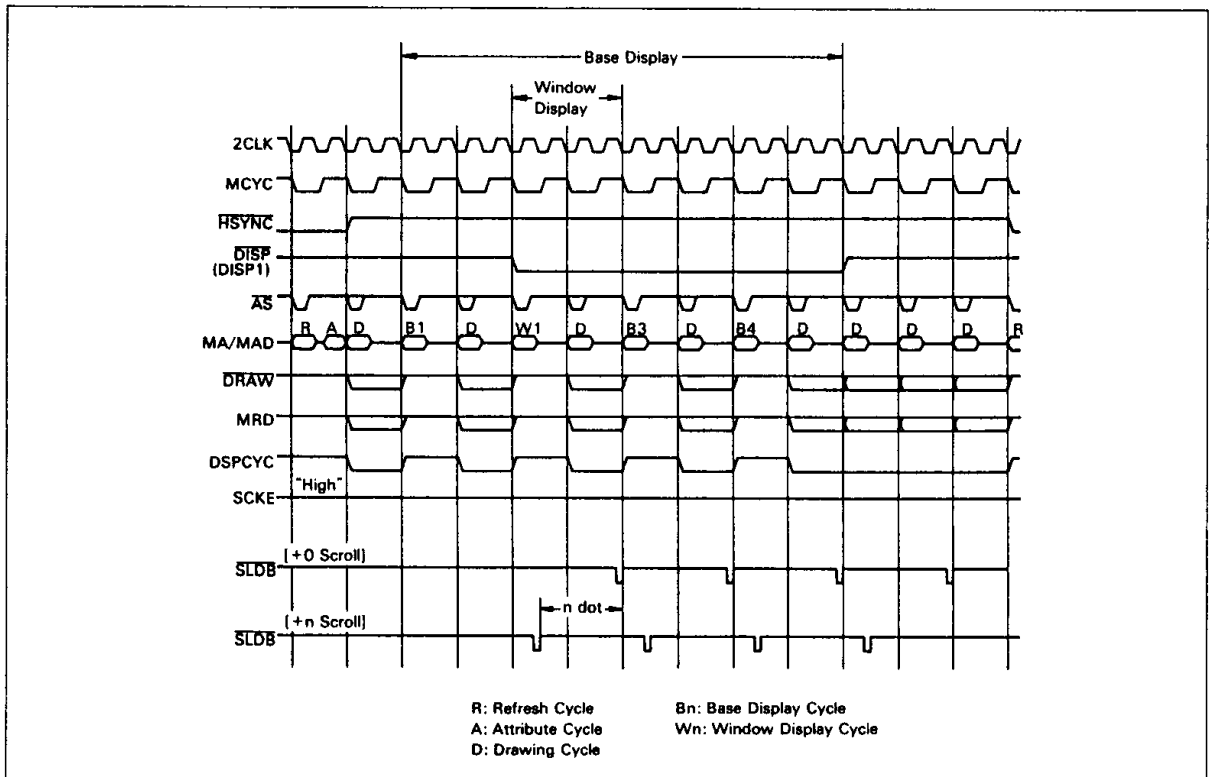 Base Display
Window
Display
2CLK
MCYC
HSYNC
DISP
(DISP1)
AS
R A D B1 D W1 D B3 D B4 D D D D R
MA/MAD
DRAW
MRD
DSPCYC
"High"
SCKE
[+0 Scroll]
SLDB
n dot
[+n Scroll]
SLDB
R: Refresh Cycle Bn: Base Display Cycle
A: Attribute Cycle Wn: Window Display Cycle
D: Drawing Cycle